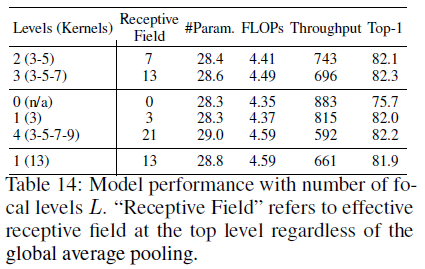 Levels (Kernels) Receptive Field #Param. FLOPs Throughput Top-1
2 (3-5) 7 28.4 4.41 743 82.1
3 (3-5-7) 13 28.6 4.49 696 82.3
0 (n/a) 0 28.3 4.35 883 75.7
1 (3) 3 28.3 4.37 815 82.0
4 (3-5-7-9) 21 29.0 4.59 592 82.2
1 (13) 13 28.8 4.59 661 81.9
Table 14: Model performance with number of fo-
cal levels L. “Receptive Field” refers to effective
receptive field at the top level regardless of the
global average pooling.